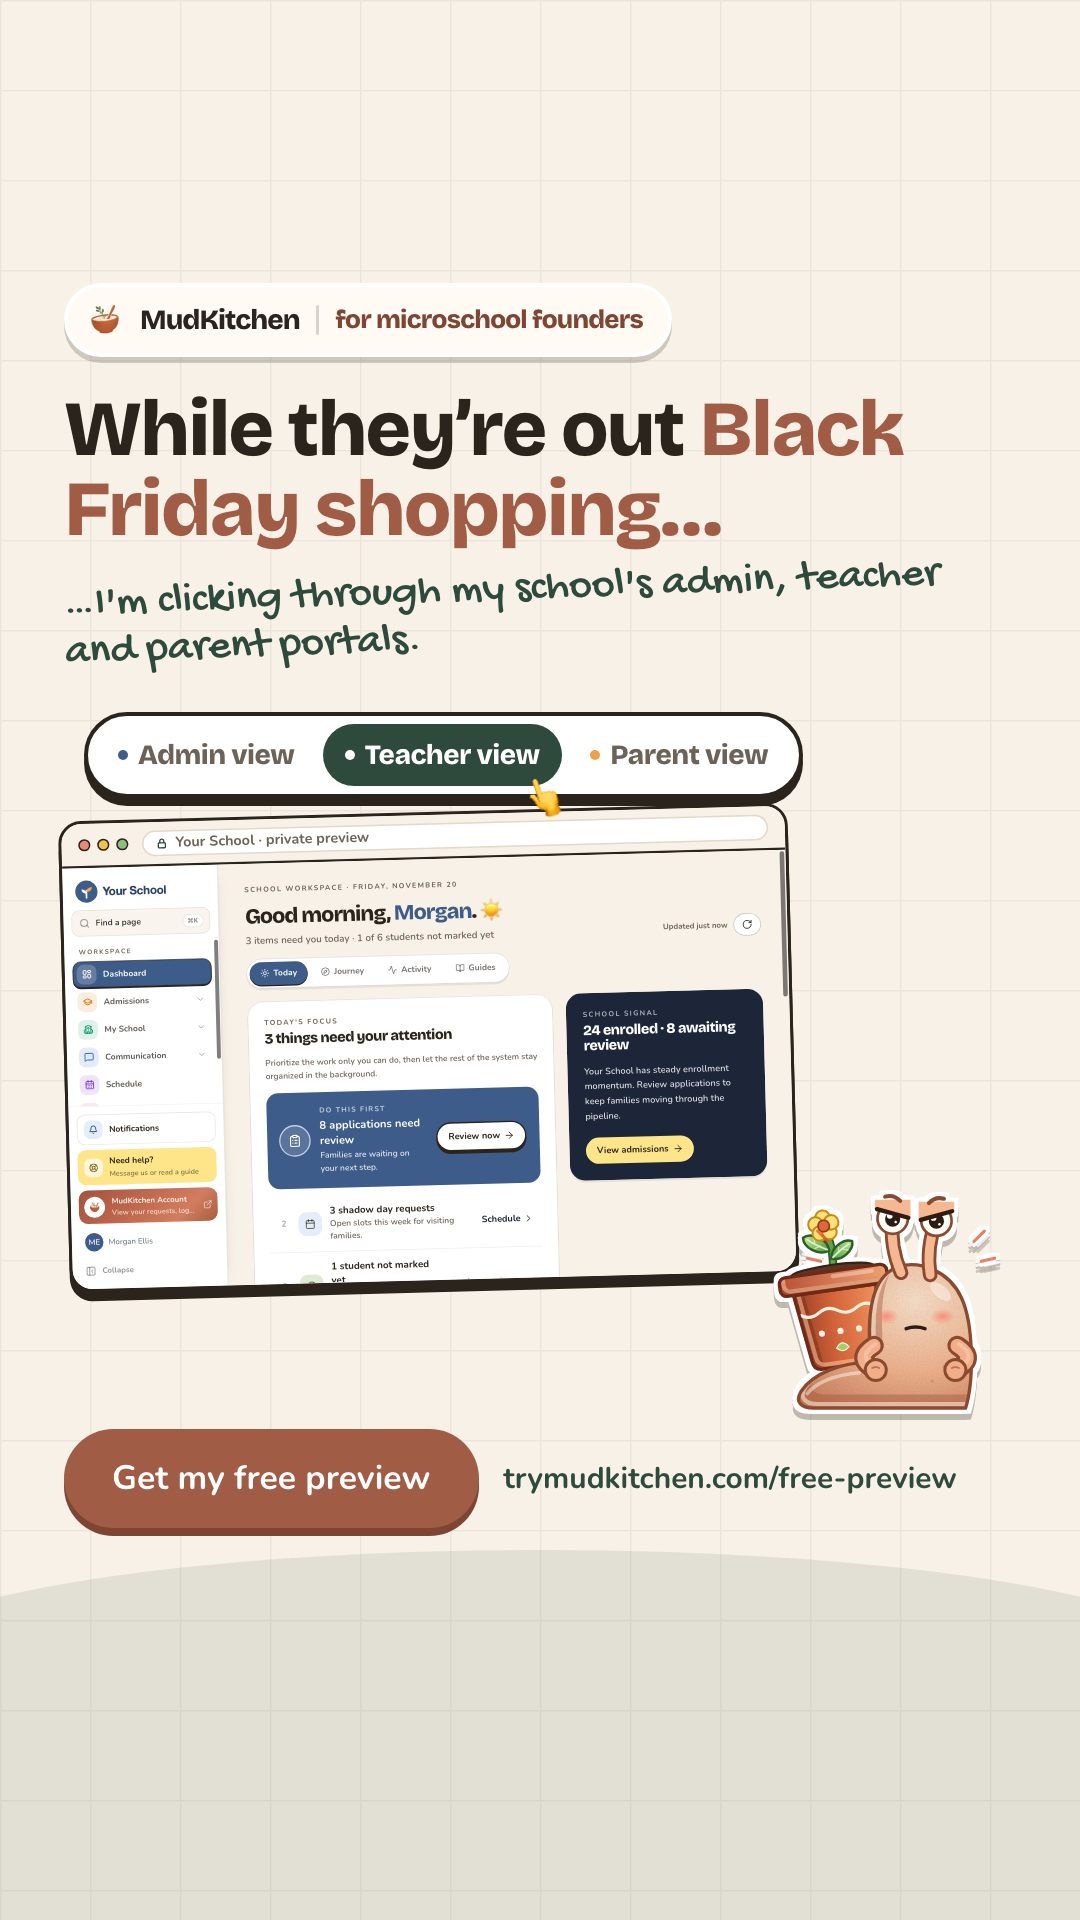 MudKitchen | for microschool founders
While they're out Black
Friday shopping...
...I'm clicking through my school's admin, teacher
and parent portals.
Admin view
Teacher view
Parent view
Your School · private preview
Your School
Find a page
⌘K
WORKSPACE
Dashboard
Admissions
My School
Communication
Schedule
Notifications
Need help?
Message us or read a guide
MudKitchen Account
View your requests, log...
ME
Morgan Ellis
Collapse
SCHOOL WORKSPACE · FRIDAY, NOVEMBER 20
Good morning, Morgan. ☀️
3 items need you today · 1 of 6 students not marked yet
Updated just now
Today
Journey
Activity
Guides
TODAY'S FOCUS
3 things need your attention
Prioritize the work only you can do, then let the rest of the system stay
organized in the background.
DO THIS FIRST
8 applications need
review
Families are waiting on
your next step.
Review now →
2
3 shadow day requests
Open slots this week for visiting
families.
Schedule >
1 student not marked
yet
SCHOOL SIGNAL
24 enrolled · 8 awaiting
review
Your School has steady enrollment
momentum. Review applications to
keep families moving through the
pipeline.
View admissions →
Get my free preview
trymudkitchen.com/free-preview